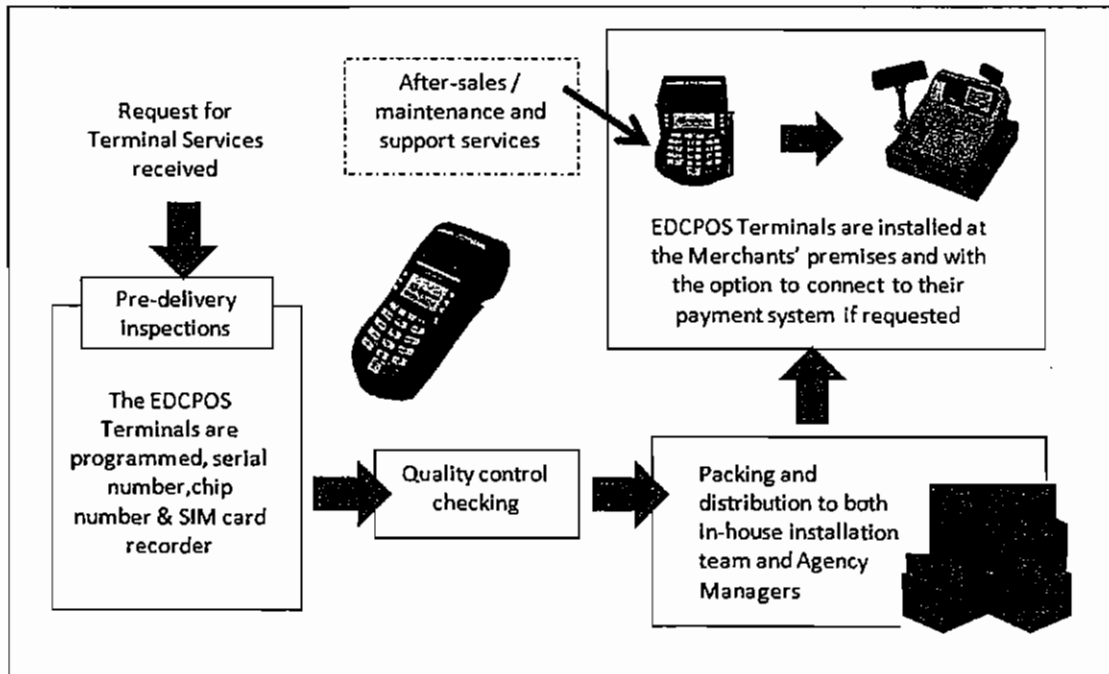 Request for
Terminal Services
received
Pre-delivery
inspections
The EDCPOS
Terminals are
programmed, serial
number,chip
number & SIM card
recorder
After-sales /
maintenance and
support services
Quality control
checking
Packing and
distribution to both
in-house installation
team and Agency
Managers
EDCPOS Terminals are installed at
the Merchants' premises and with
the option to connect to their
payment system if requested